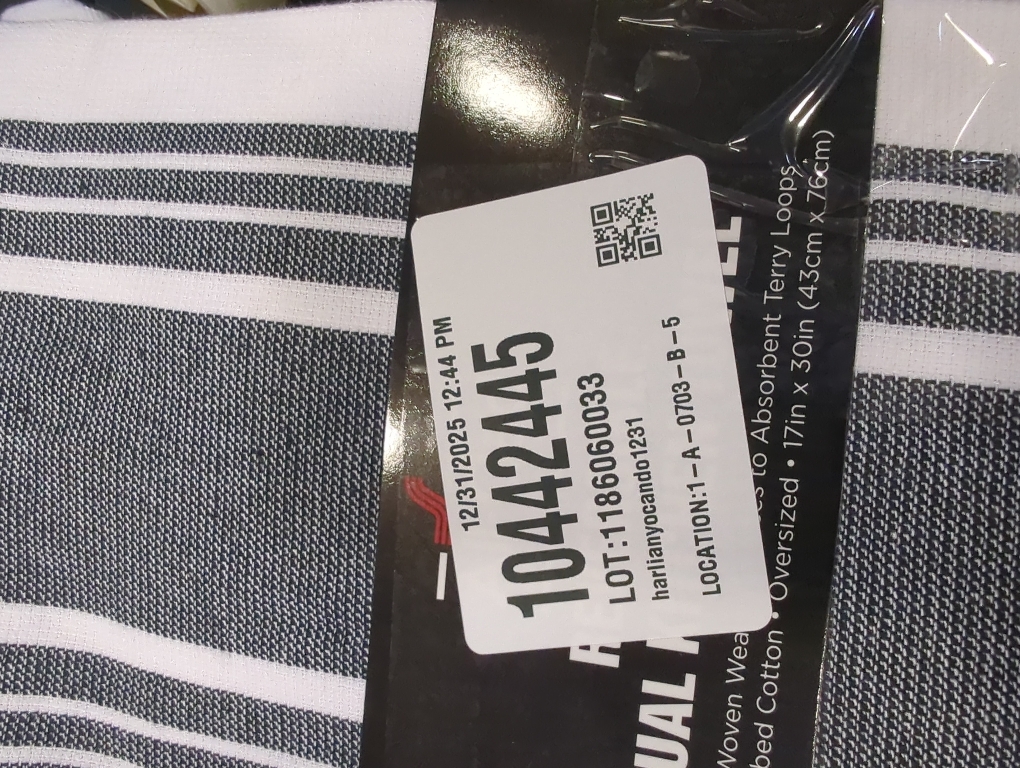 12/31/2025 12:44 PM
10442445
LOT:1186060033
harlianyocando1231
LOCATION:1-A-0703-B-5
UAL
Woven
to Absorbent Terry Loops
Cotton • Oversized • 17in x 30in (43cm x 76cm)